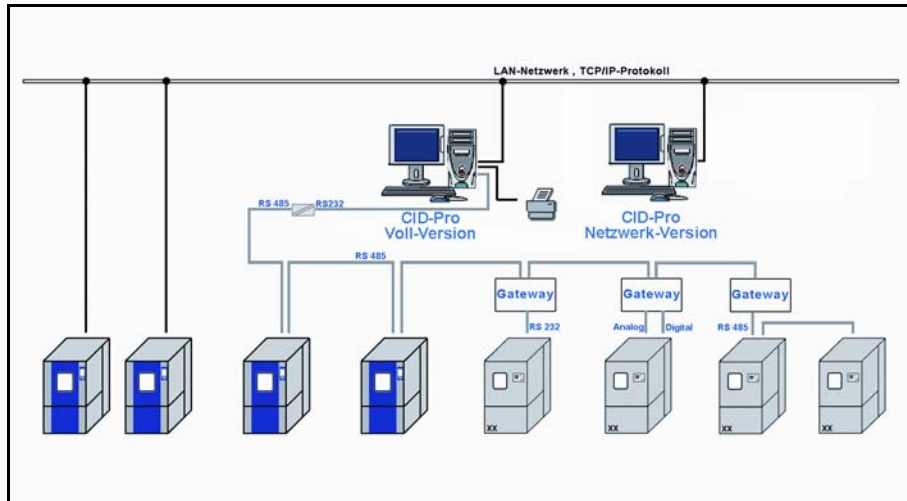 LAN-Netzwerk , TCP/IP-Protokoll
RS 485
RS232
CID-Pro
Voll-Version
CID-Pro
Netzwerk-Version
RS 485
Gateway
Gateway
Gateway
RS 232
Analog
Digital
RS 485
XX
XX
XX
XX